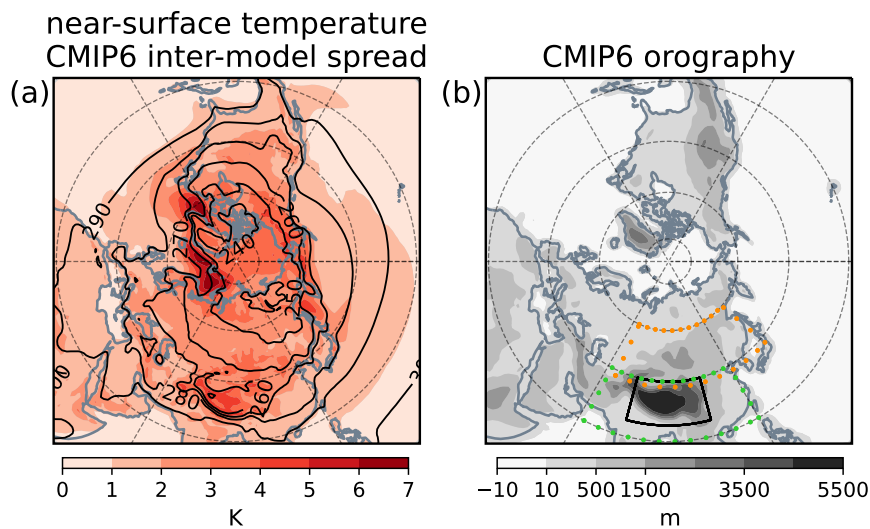 near-surface temperature
CMIP6 inter-model spread
CMIP6 orography
(a)
(b)
290
270
260
240
280
260
0 1 2 3 4 5 6 7
K
−10 10 500 1500 3500 5500
m